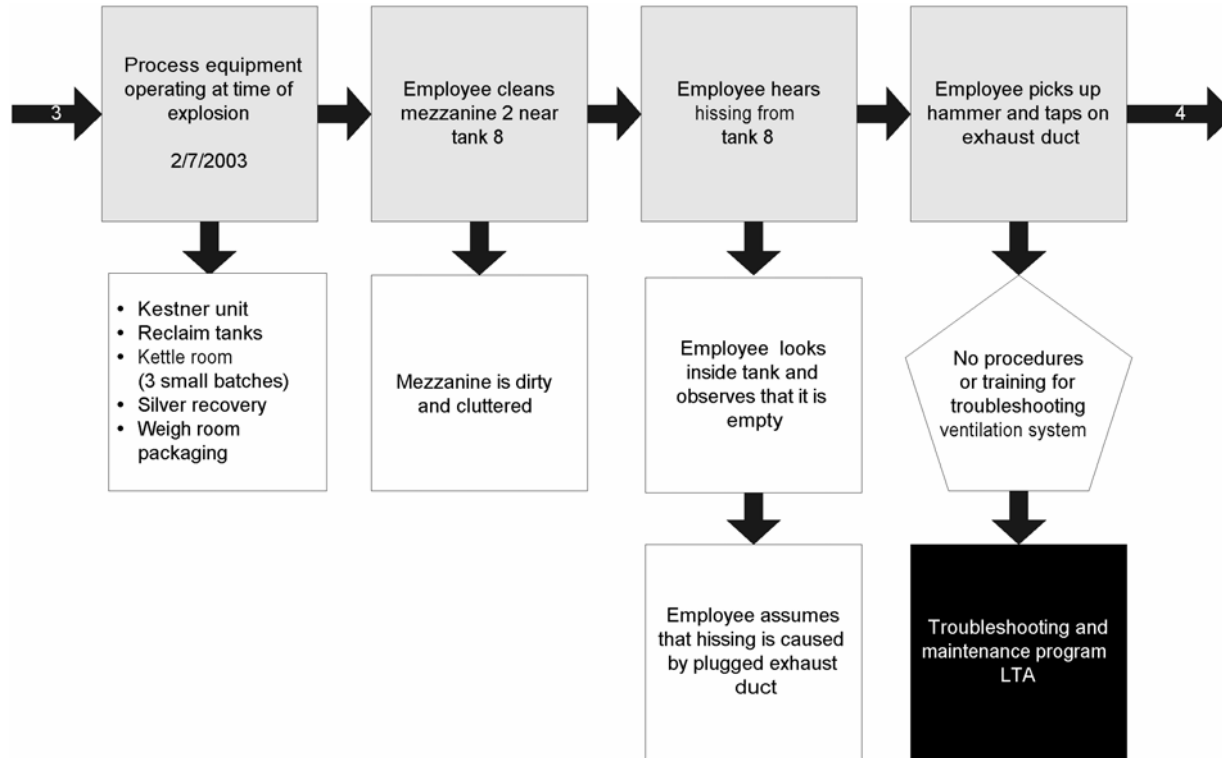 3
Process equipment
operating at time of
explosion
2/7/2003
Employee cleans
mezzanine 2 near
tank 8
Employee hears
hissing from
tank 8
Employee picks up
hammer and taps on
exhaust duct
4
• Kestner unit
• Reclaim tanks
• Kettle room
(3 small batches)
• Silver recovery
• Weigh room
packaging
Mezzanine is dirty
and cluttered
Employee looks
inside tank and
observes that it is
empty
No procedures
or training for
troubleshooting
ventilation system
Employee assumes
that hissing is caused
by plugged exhaust
duct
Troubleshooting and
maintenance program
LTA